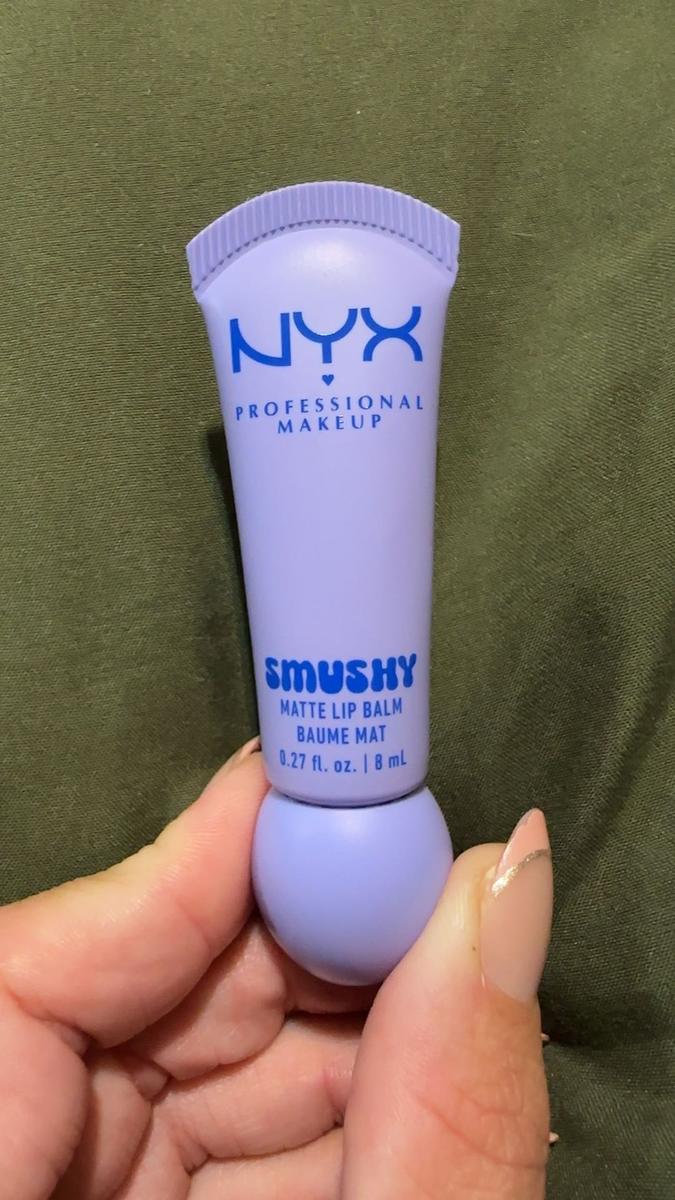 NYX
PROFESSIONAL
MAKEUP
SMUSHY
MATTE LIP BALM
BAUME MAT
0.27 fl. oz. | 8 mL